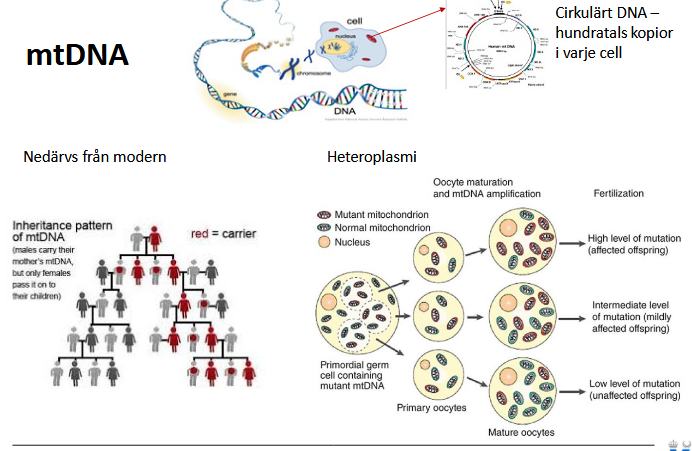 mtDNA
cell
nucleus
chromosome
gene
DNA
Human mt DNA
Cirkulärt DNA –
hundratals kopior
i varje cell
Nedärvs från modern
Heteroplasmi
Inheritance pattern
of mtDNA
(males carry their
mother's mtDNA,
but only females
pass it on to
their children)
red = carrier
Oocyte maturation
and mtDNA amplification
Fertilization
Mutant mitochondrion
Normal mitochondrion
Nucleus
High level of mutation
(affected offspring)
Intermediate level
of mutation (mildly
affected offspring)
Low level of mutation
(unaffected offspring)
Primordial germ
cell containing
mutant mtDNA
Primary oocytes
Mature oocytes